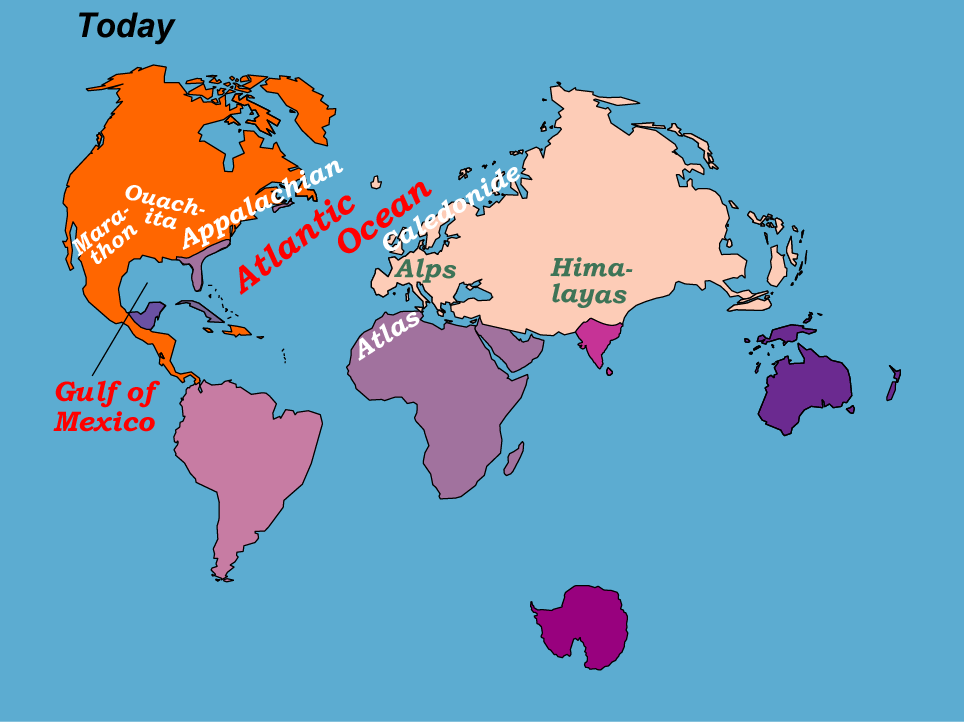 Today
Ouach-
ita
Appalachian
Mara-
thon
Atlantic
Ocean
Caledonide
Alps
Hima-
layas
Atlas
Gulf of
Mexico